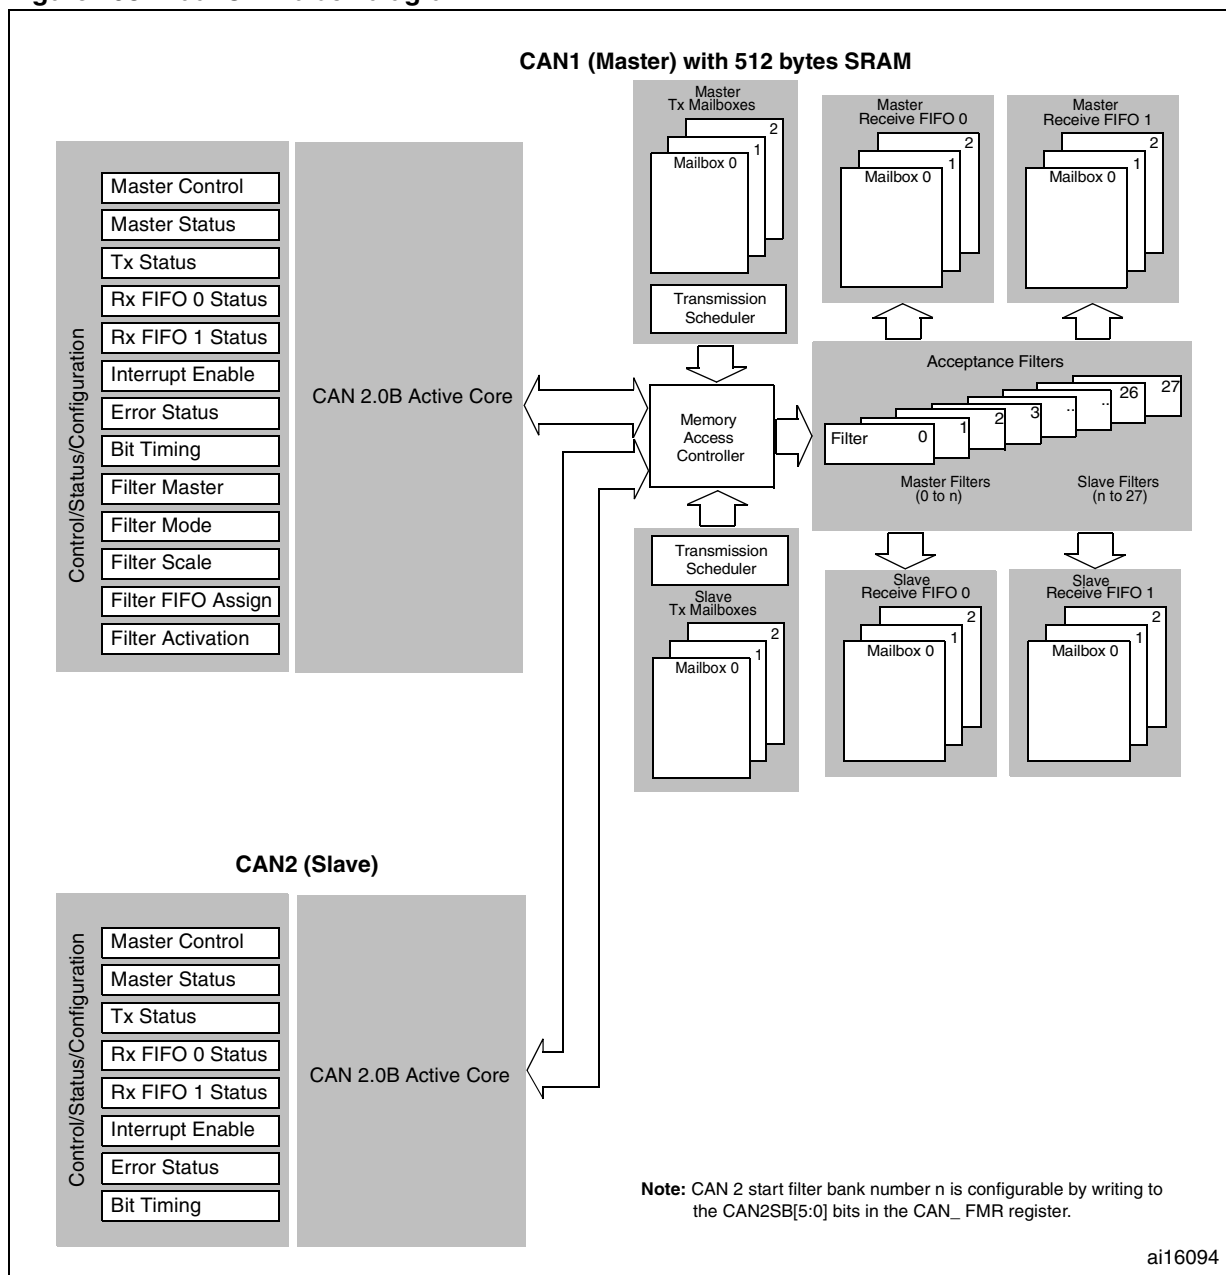 CAN1 (Master) with 512 bytes SRAM
Control/Status/Configuration
Master Control
Master Status
Tx Status
Rx FIFO 0 Status
Rx FIFO 1 Status
Interrupt Enable
Error Status
Bit Timing
Filter Master
Filter Mode
Filter Scale
Filter FIFO Assign
Filter Activation
CAN 2.0B Active Core
Master
Tx Mailboxes
2
1
Mailbox 0
Transmission
Scheduler
Master
Receive FIFO 0
2
1
Mailbox 0
Master
Receive FIFO 1
2
1
Mailbox 0
Memory
Access
Controller
Acceptance Filters
Filter 0
1
2
3
..
..
26
27
Master Filters
(0 to n)
Slave Filters
(n to 27)
Transmission
Scheduler
Slave
Tx Mailboxes
2
1
Mailbox 0
Slave
Receive FIFO 0
2
1
Mailbox 0
Slave
Receive FIFO 1
2
1
Mailbox 0
CAN2 (Slave)
Control/Status/Configuration
Master Control
Master Status
Tx Status
Rx FIFO 0 Status
Rx FIFO 1 Status
Interrupt Enable
Error Status
Bit Timing
CAN 2.0B Active Core
Note: CAN 2 start filter bank number n is configurable by writing to
the CAN2SB[5:0] bits in the CAN_ FMR register.
ai16094